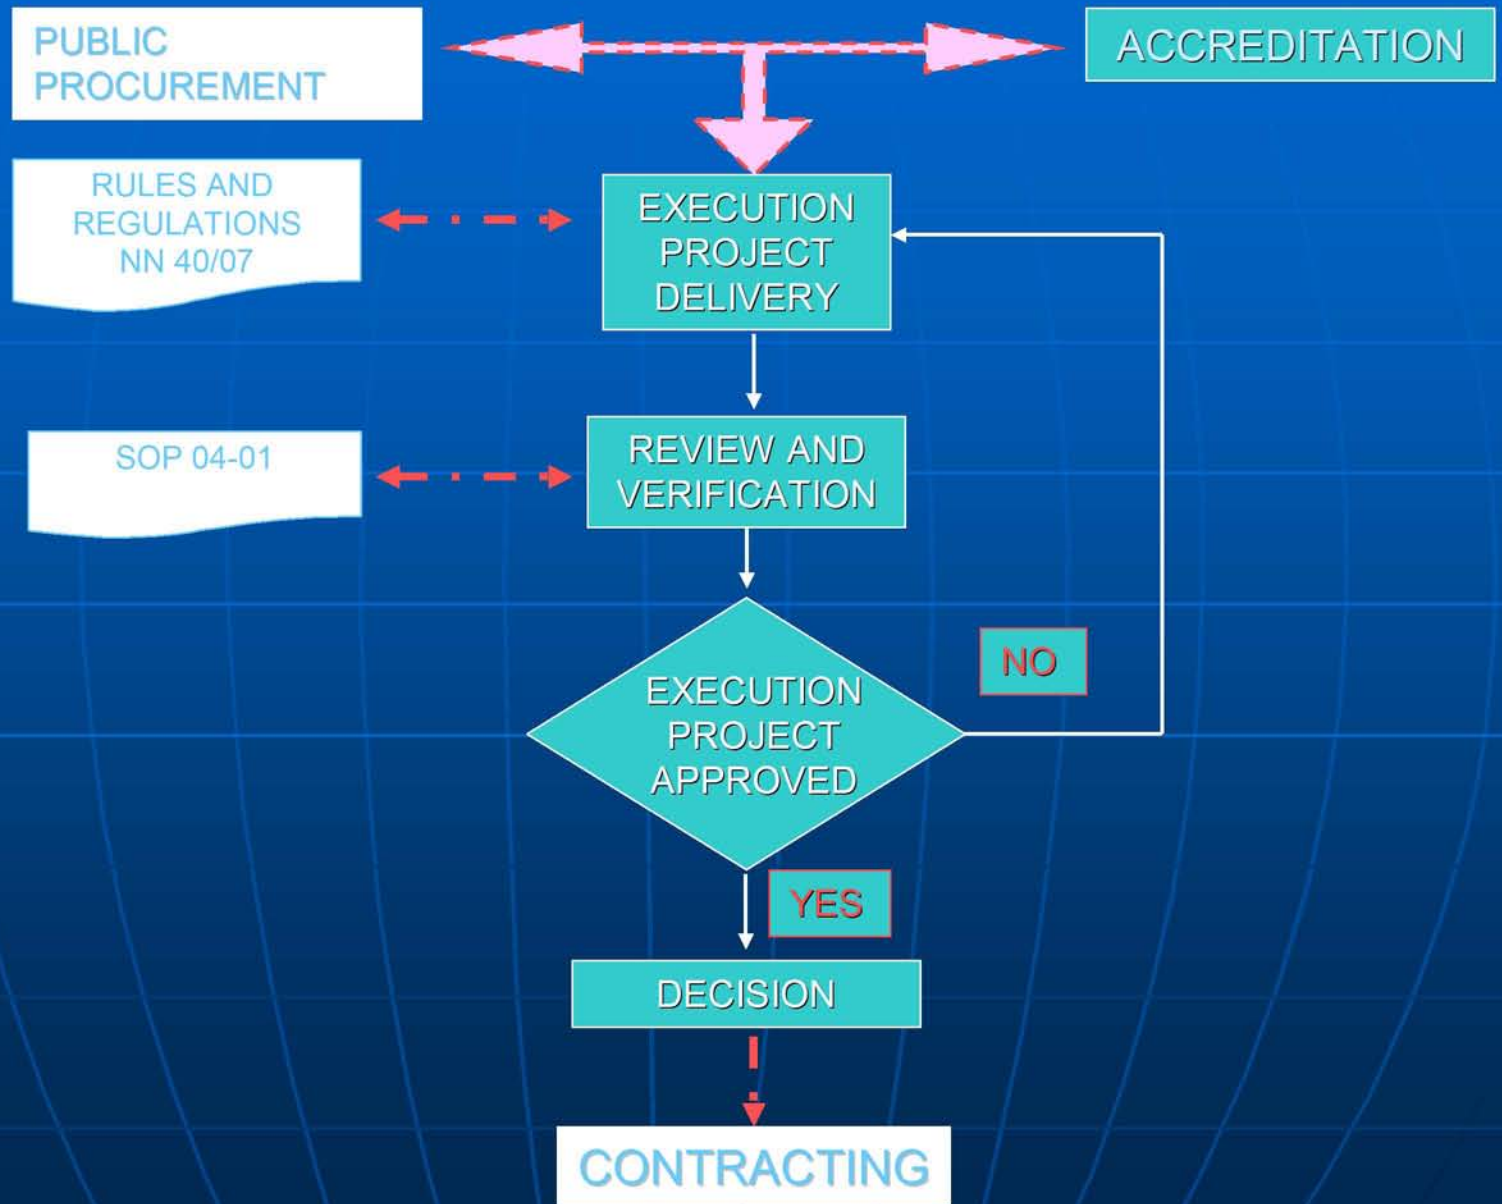 PUBLIC
PROCUREMENT
ACCREDITATION
RULES AND
REGULATIONS
NN 40/07
EXECUTION
PROJECT
DELIVERY
SOP 04-01
REVIEW AND
VERIFICATION
EXECUTION
PROJECT
APPROVED
NO
YES
DECISION
CONTRACTING